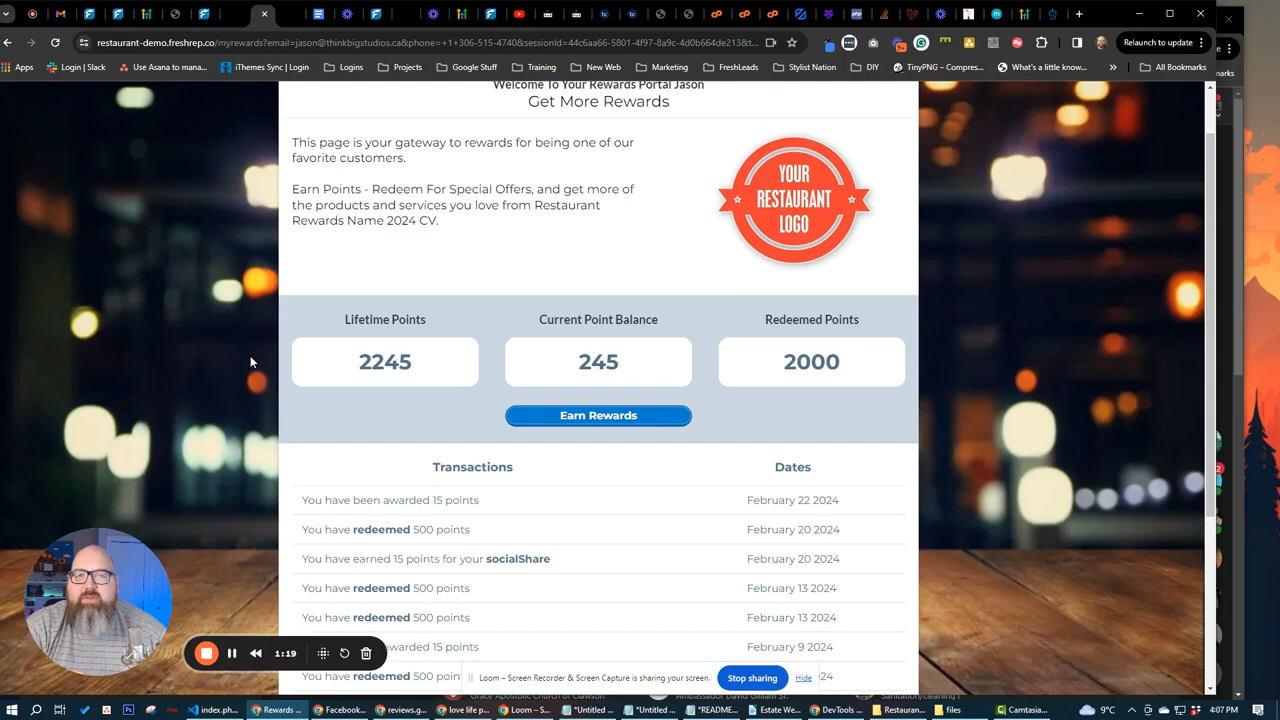 restaurant-demo.freshrep.co/myrewards?email=jason@thinkbigstudios.ca&phone=+1+306-515-4740&sessionId=44c6aa66-5801-4f97-8a9c-4d0b664de213&t...
Relaunch to update
Apps
Link | Slack
Use Asana to mana...
iThemes Sync | Login
Logins
Projects
Google Stuff
Training
New
Work
Marketing
FreshLeads
Stylist Nation
DIY
TinyPNG – Compres...
What's a little know...
All Bookmarks
Welcome To Your Rewards Portal Jason
Get More Rewards
This page is your gateway to rewards for being one of our
favorite customers.
Earn Points - Redeem For Special Offers, and get more of
the products and services you love from Restaurant
Rewards Name 2024 CV.
YOUR
RESTAURANT
LOGO
Lifetime Points
Current Point Balance
Redeemed Points
2245
245
2000
Earn Rewards
Transactions
Dates
You have been awarded 15 points
February 22 2024
You have redeemed 500 points
February 20 2024
You have earned 15 points for your socialShare
February 20 2024
You have redeemed 500 points
February 13 2024
You have redeemed 500 points
February 13 2024
awarded 15 points
February 9 2024
redeemed 500
1:19
Loom – Screen Recorder & Screen Capture is sharing your screen.
Stop sharing
Hide
index.ph...
Rewards ...
Facebook...
reviews.g...
love life p...
Loom – S...
*Untitled ...
*Untitled ...
*README...
Estate We...
DevTools ...
Restauran...
files
Camtasia...
9°C
4:07 PM